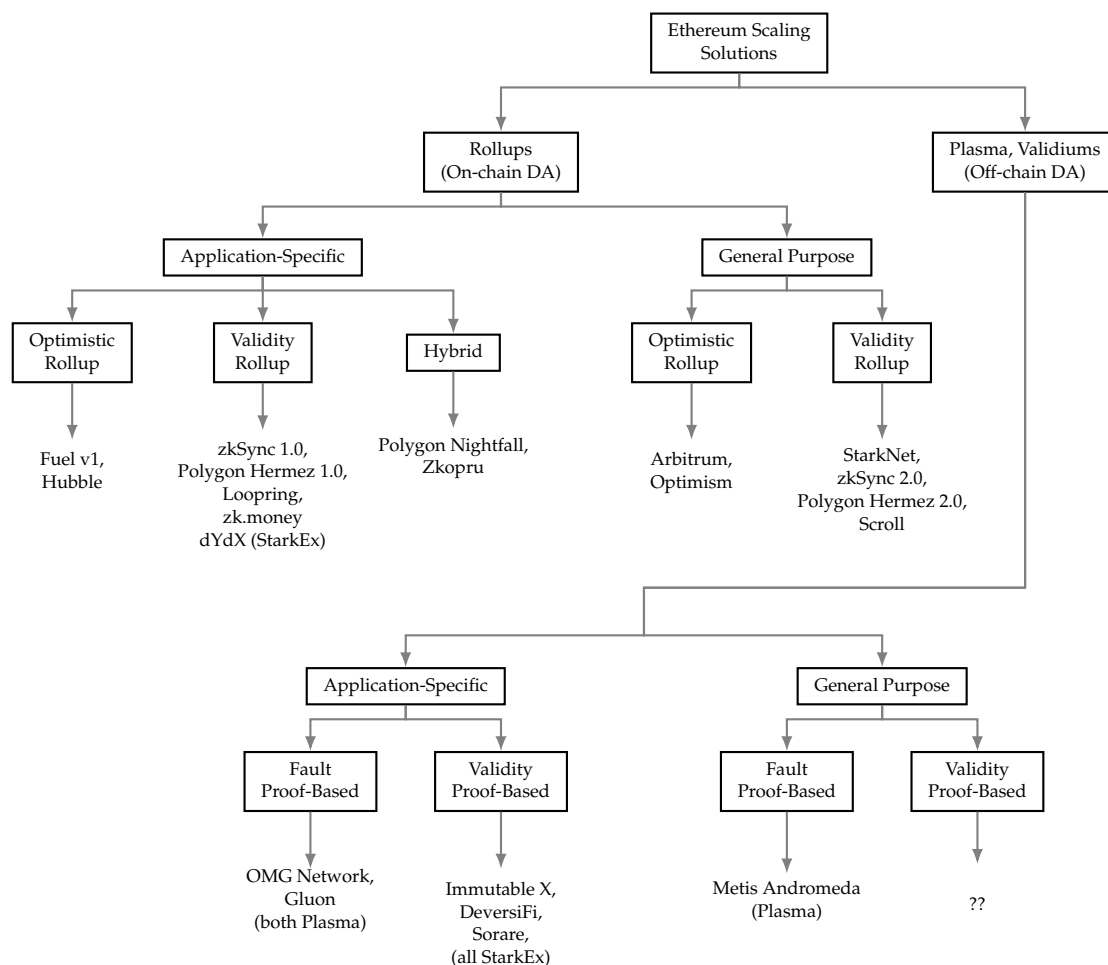 Ethereum Scaling
Solutions
Rollups
(On-chain DA)
Plasma, Validiums
(Off-chain DA)
Application-Specific
General Purpose
Optimistic
Rollup
Validity
Rollup
Hybrid
Optimistic
Rollup
Validity
Rollup
Fuel v1,
Hubble
zkSync 1.0,
Polygon Hermez 1.0,
Loopring,
zk.money
dYdX (StarkEx)
Polygon Nightfall,
Zkopru
Arbitrum,
Optimism
StarkNet,
zkSync 2.0,
Polygon Hermez 2.0,
Scroll
Application-Specific
General Purpose
Fault
Proof-Based
Validity
Proof-Based
Fault
Proof-Based
Validity
Proof-Based
OMG Network,
Gluon
(both Plasma)
Immutable X,
DeversiFi,
Sorare,
(all StarkEx)
Metis Andromeda
(Plasma)
??